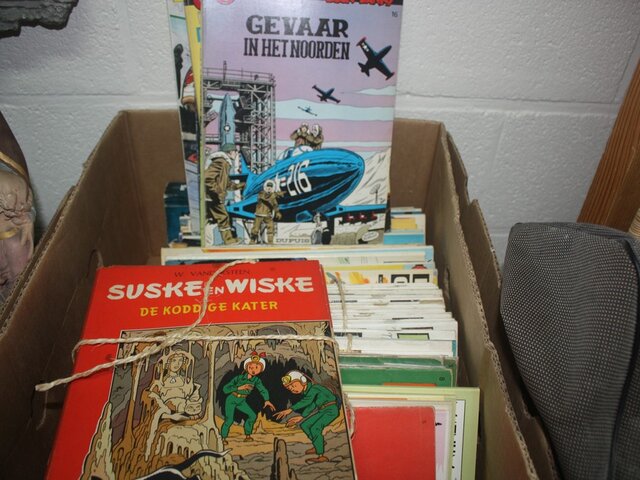 16
GEVAAR
IN HET NOORDEN
DUPUIS
W. VANDERSTEEN
SUSKE EN WISKE
DE KODDIGE KATER